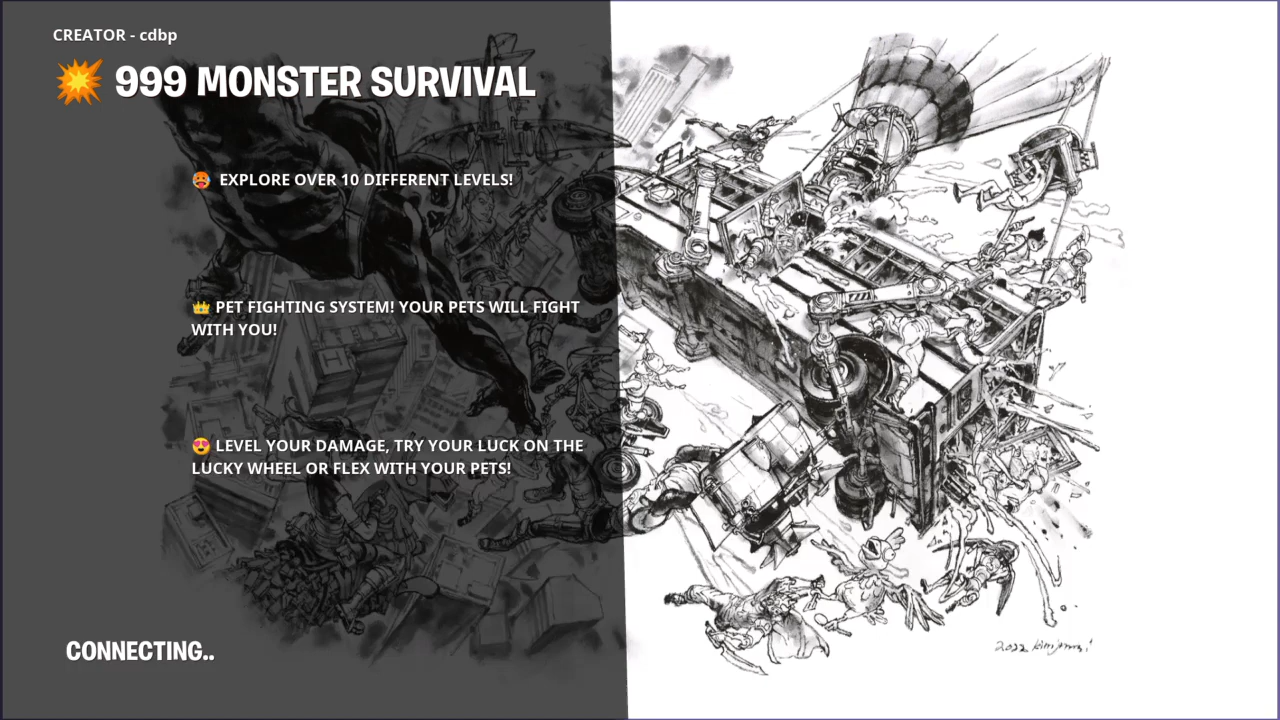 CREATOR - cdbp
💥 999 MONSTER SURVIVAL
🥵 EXPLORE OVER 10 DIFFERENT LEVELS!
👑 PET FIGHTING SYSTEM! YOUR PETS WILL FIGHT
WITH YOU!
😍 LEVEL YOUR DAMAGE, TRY YOUR LUCK ON THE
LUCKY WHEEL OR FLEX WITH YOUR PETS!
CONNECTING..
2022